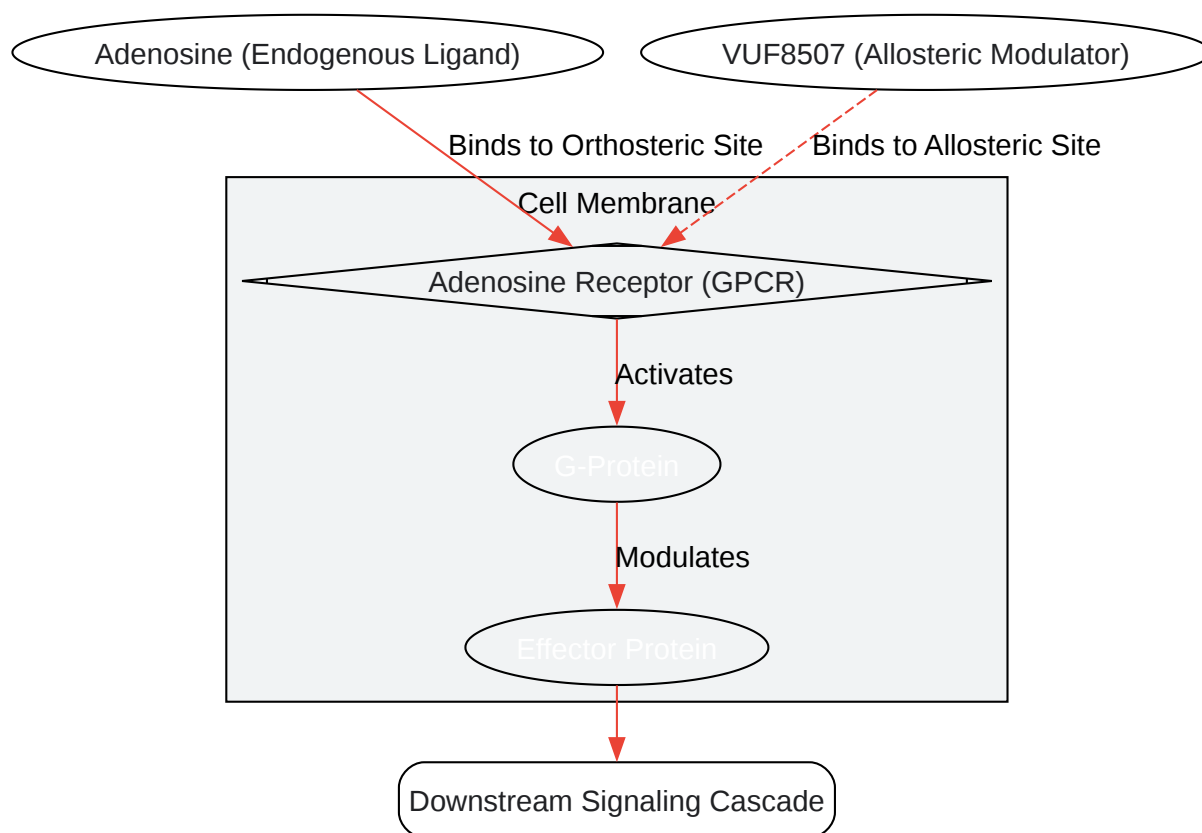 Adenosine (Endogenous Ligand)
VUF8507 (Allosteric Modulator)
Binds to Orthosteric Site
Binds to Allosteric Site
Cell Membrane
Adenosine Receptor (GPCR)
Activates
G-Protein
Modulates
Effector Protein
Downstream Signaling Cascade